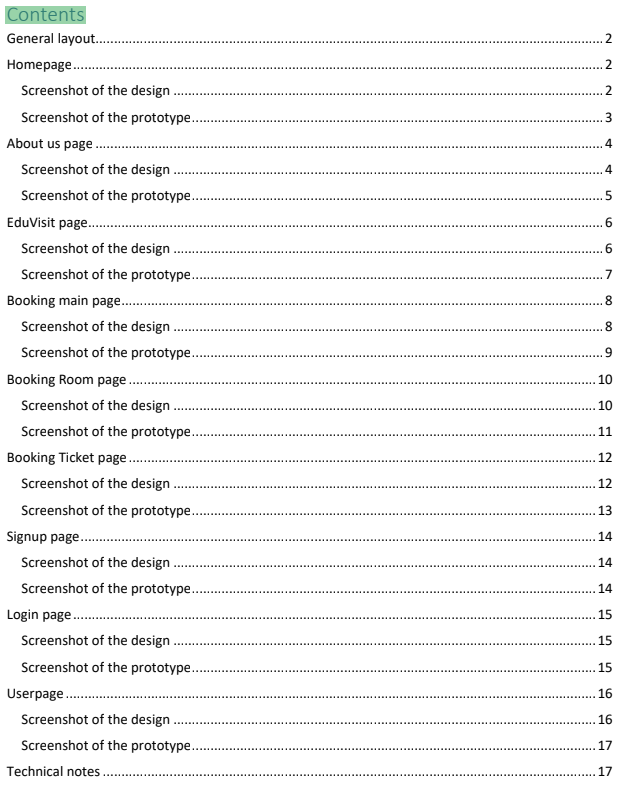 Contents
General layout.......................................................................................................................... 2
Homepage................................................................................................................................ 2
Screenshot of the design ........................................................................................................ 2
Screenshot of the prototype.................................................................................................... 3
About us page .......................................................................................................................... 4
Screenshot of the design ........................................................................................................ 4
Screenshot of the prototype.................................................................................................... 5
EduVisit page............................................................................................................................ 6
Screenshot of the design ........................................................................................................ 6
Screenshot of the prototype.................................................................................................... 7
Booking main page.................................................................................................................... 8
Screenshot of the design ........................................................................................................ 8
Screenshot of the prototype.................................................................................................... 9
Booking Room page ................................................................................................................ 10
Screenshot of the design ...................................................................................................... 10
Screenshot of the prototype.................................................................................................. 11
Booking Ticket page ................................................................................................................ 12
Screenshot of the design ...................................................................................................... 12
Screenshot of the prototype.................................................................................................. 13
Signup page............................................................................................................................ 14
Screenshot of the design ...................................................................................................... 14
Screenshot of the prototype.................................................................................................. 14
Login page.............................................................................................................................. 15
Screenshot of the design ...................................................................................................... 15
Screenshot of the prototype.................................................................................................. 15
Userpage ................................................................................................................................ 16
Screenshot of the design ...................................................................................................... 16
Screenshot of the prototype.................................................................................................. 17
Technical notes ...................................................................................................................... 17